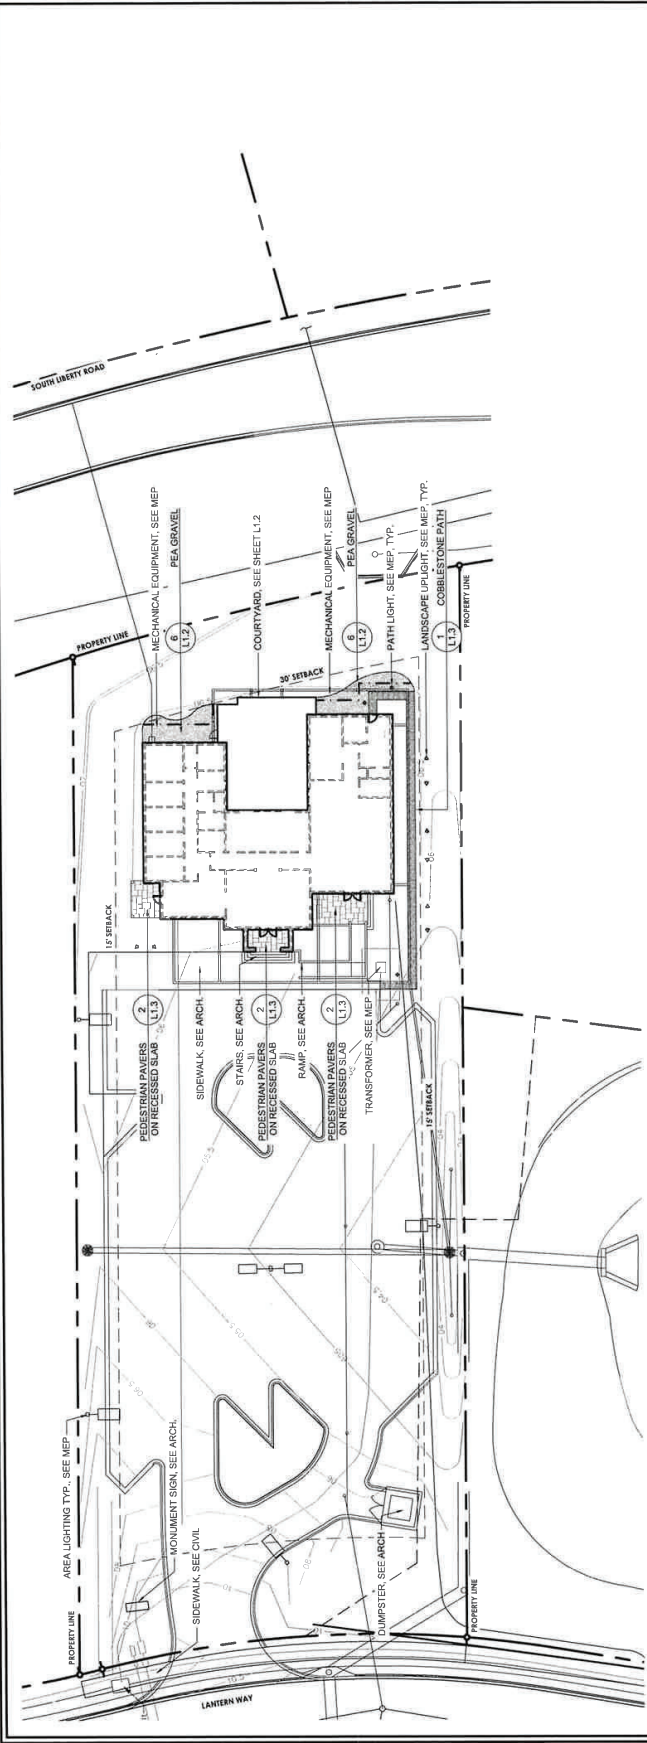 SOUTH LIBERTY ROAD
PROPERTY LINE
MECHANICAL EQUIPMENT, SEE MEP
6
L1.2
PEA GRAVEL
COURTYARD, SEE SHEET L1.2
30' SETBACK
MECHANICAL EQUIPMENT, SEE MEP
6
L1.2
PEA GRAVEL
PATH LIGHT, SEE MEP, TYP.
LANDSCAPE UPLIGHT, SEE MEP, TYP.
1
L1.3
COBBLESTONE PATH
PROPERTY LINE
15' SETBACK
2
L1.3
PEDESTRIAN PAVERS
ON RECESSED SLAB
SIDEWALK, SEE ARCH.
STAIRS, SEE ARCH.
2
L1.3
PEDESTRIAN PAVERS
ON RECESSED SLAB
RAMP, SEE ARCH.
2
L1.3
PEDESTRIAN PAVERS
ON RECESSED SLAB
TRANSFORMER, SEE MEP
15' SETBACK
AREA LIGHTING TYP., SEE MEP
MONUMENT SIGN, SEE ARCH.
SIDEWALK, SEE CIVIL
DUMPSTER, SEE ARCH
PROPERTY LINE
PROPERTY LINE
LANTERN WAY